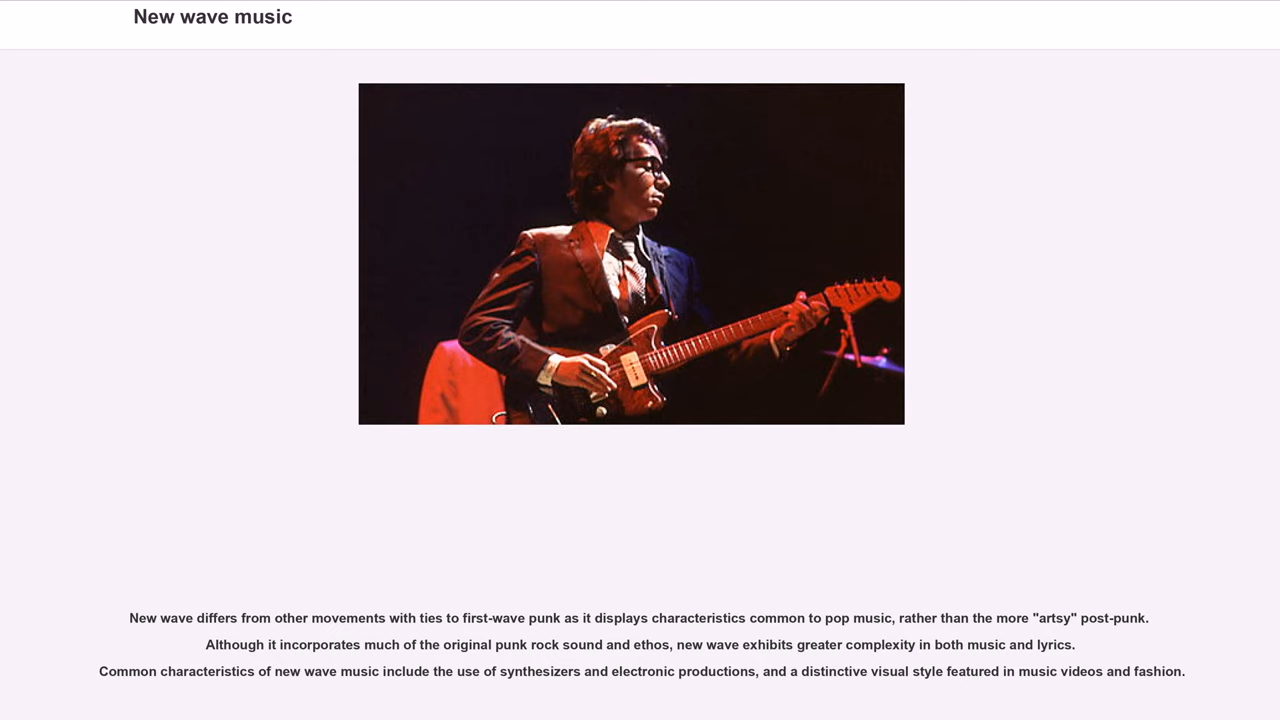 New wave music
New wave differs from other movements with ties to first-wave punk as it displays characteristics common to pop music, rather than the more "artsy" post-punk.
Although it incorporates much of the original punk rock sound and ethos, new wave exhibits greater complexity in both music and lyrics.
Common characteristics of new wave music include the use of synthesizers and electronic productions, and a distinctive visual style featured in music videos and fashion.